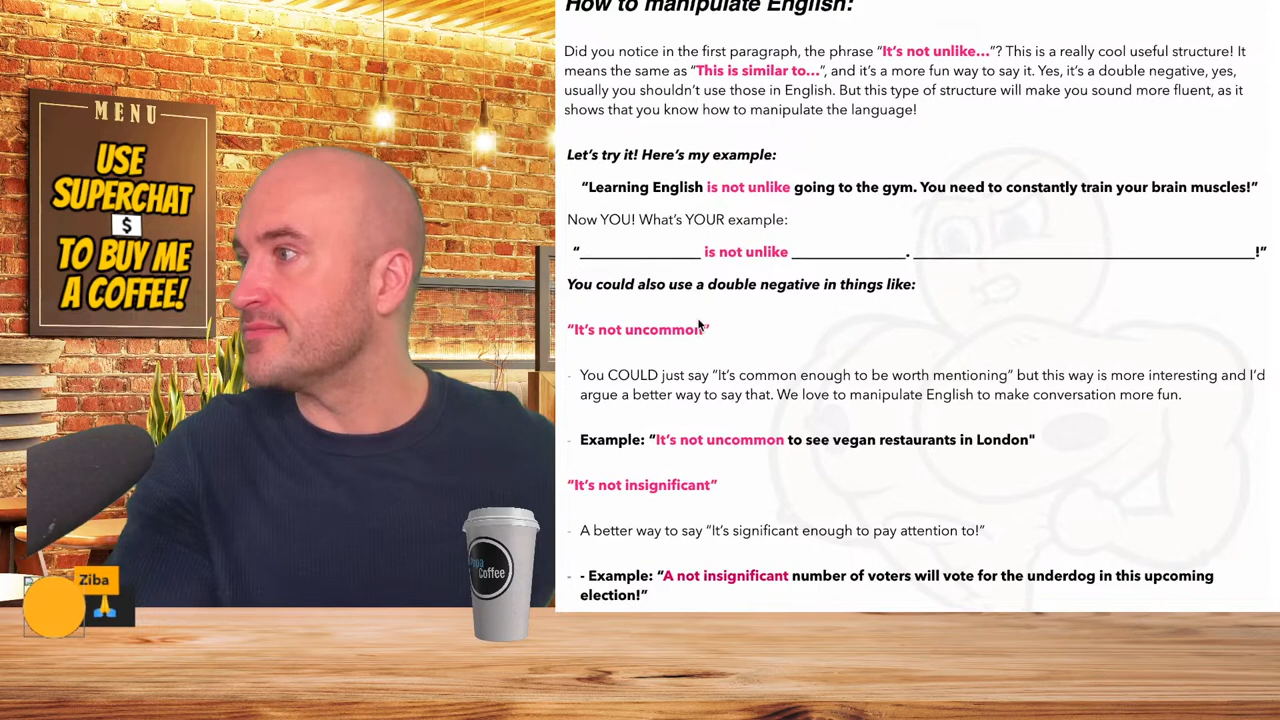 How to manipulate English:
Did you notice in the first paragraph, the phrase “It’s not unlike…”? This is a really cool useful structure! It
means the same as “This is similar to…”, and it’s a more fun way to say it. Yes, it’s a double negative, yes,
usually you shouldn’t use those in English. But this type of structure will make you sound more fluent, as it
shows that you know how to manipulate the language!
Let’s try it! Here’s my example:
“Learning English is not unlike going to the gym. You need to constantly train your brain muscles!”
Now YOU! What’s YOUR example:
“______________ is not unlike _____________. _______________________________________!”
You could also use a double negative in things like:
“It’s not uncommon”
- You COULD just say “It’s common enough to be worth mentioning” but this way is more interesting and I’d
argue a better way to say that. We love to manipulate English to make conversation more fun.
- Example: “It’s not uncommon to see vegan restaurants in London"
“It’s not insignificant”
- A better way to say “It’s significant enough to pay attention to!”
- - Example: “A not insignificant number of voters will vote for the underdog in this upcoming
election!”
MENU
USE
SUPERCHAT
$
TO BUY ME
A COFFEE!
Coffee
Ziba